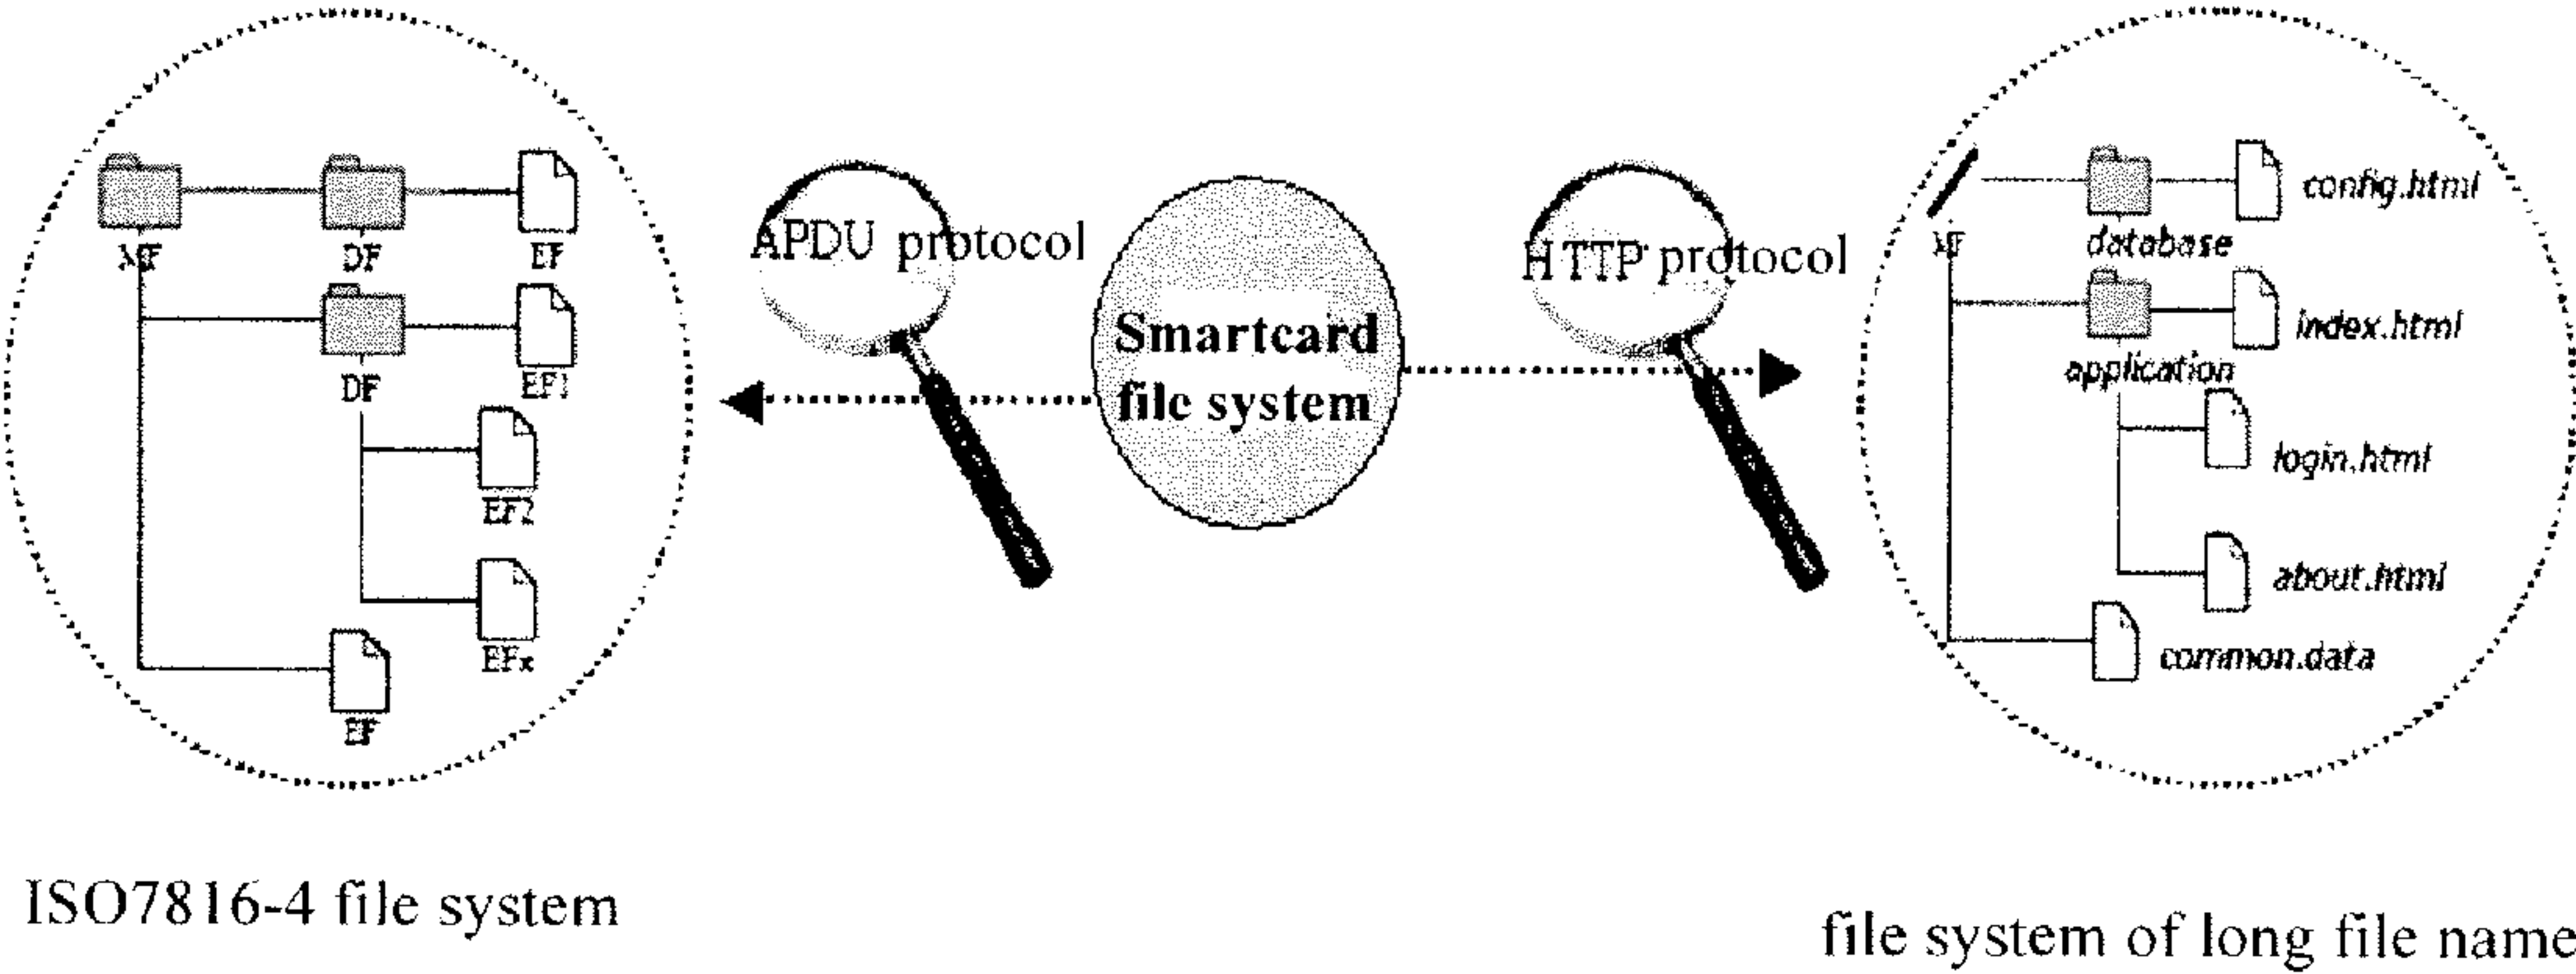 MF
DF
EF
DF
EF1
EF2
EFx
EF
APDU protocol
Smartcard
file system
HTTP protocol
MF
database
config.html
application
index.html
login.html
about.html
common.data
ISO7816-4 file system
file system of long file name